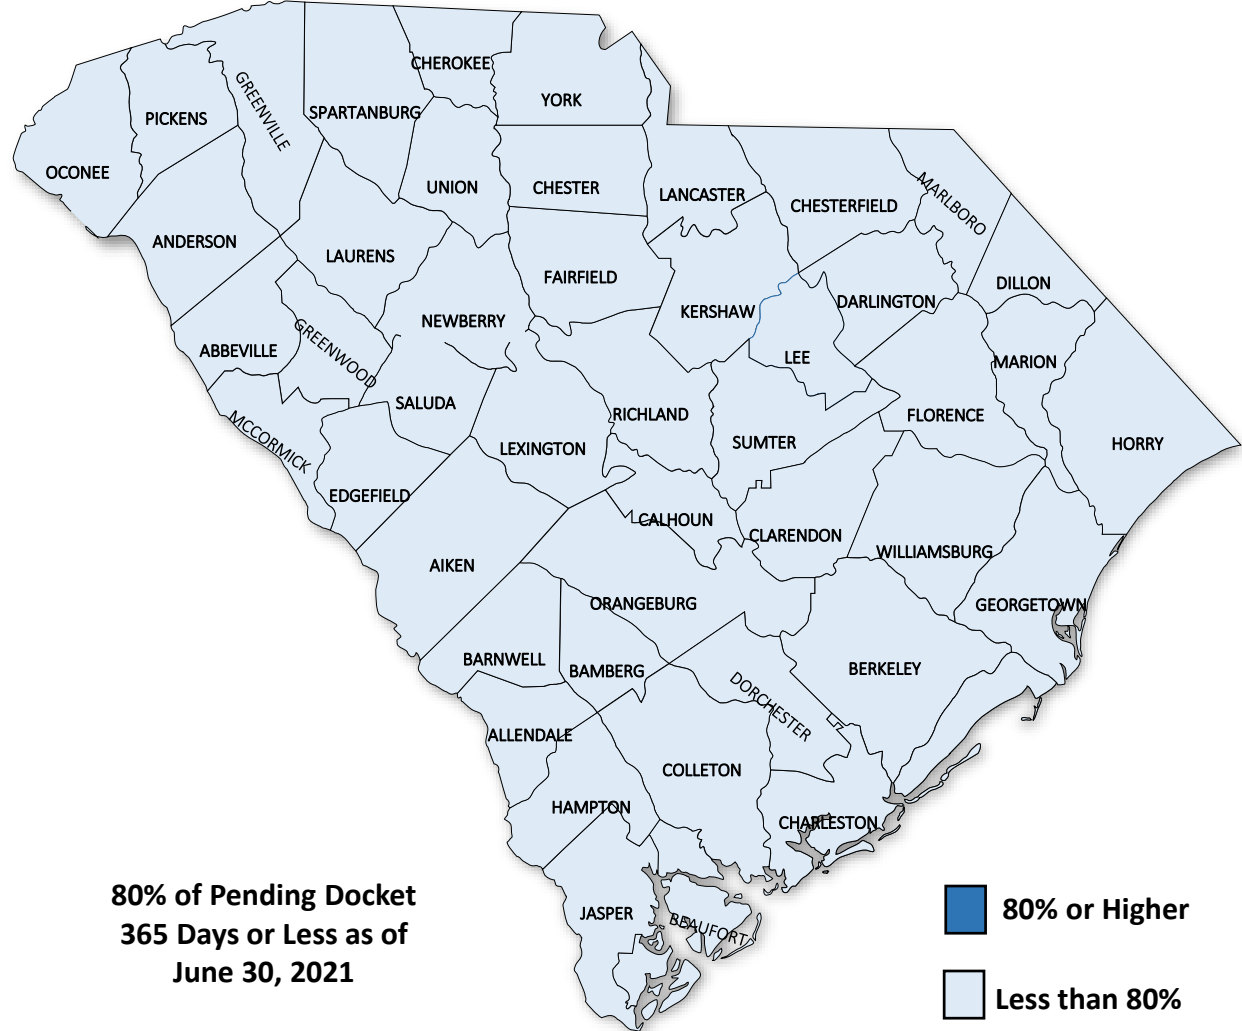 CHEROKEE
YORK
GREENVILLE
SPARTANBURG
PICKENS
OCONEE
UNION
CHESTER
LANCASTER
CHESTERFIELD
MARLBORO
ANDERSON
LAURENS
FAIRFIELD
KERSHAW
DARLINGTON
DILLON
NEWBERRY
ABBEVILLE
GREENWOOD
LEE
MARION
SALUDA
RICHLAND
FLORENCE
MCCORMICK
LEXINGTON
SUMTER
HORRY
EDGEFIELD
CALHOUN
CLARENDON
WILLIAMSBURG
AIKEN
ORANGEBURG
GEORGETOWN
BARNWELL
BAMBERG
BERKELEY
DORCHESTER
ALLENDALE
COLLETON
HAMPTON
CHARLESTON
JASPER
BEAUFORT
80% of Pending Docket
365 Days or Less as of
June 30, 2021
80% or Higher
Less than 80%